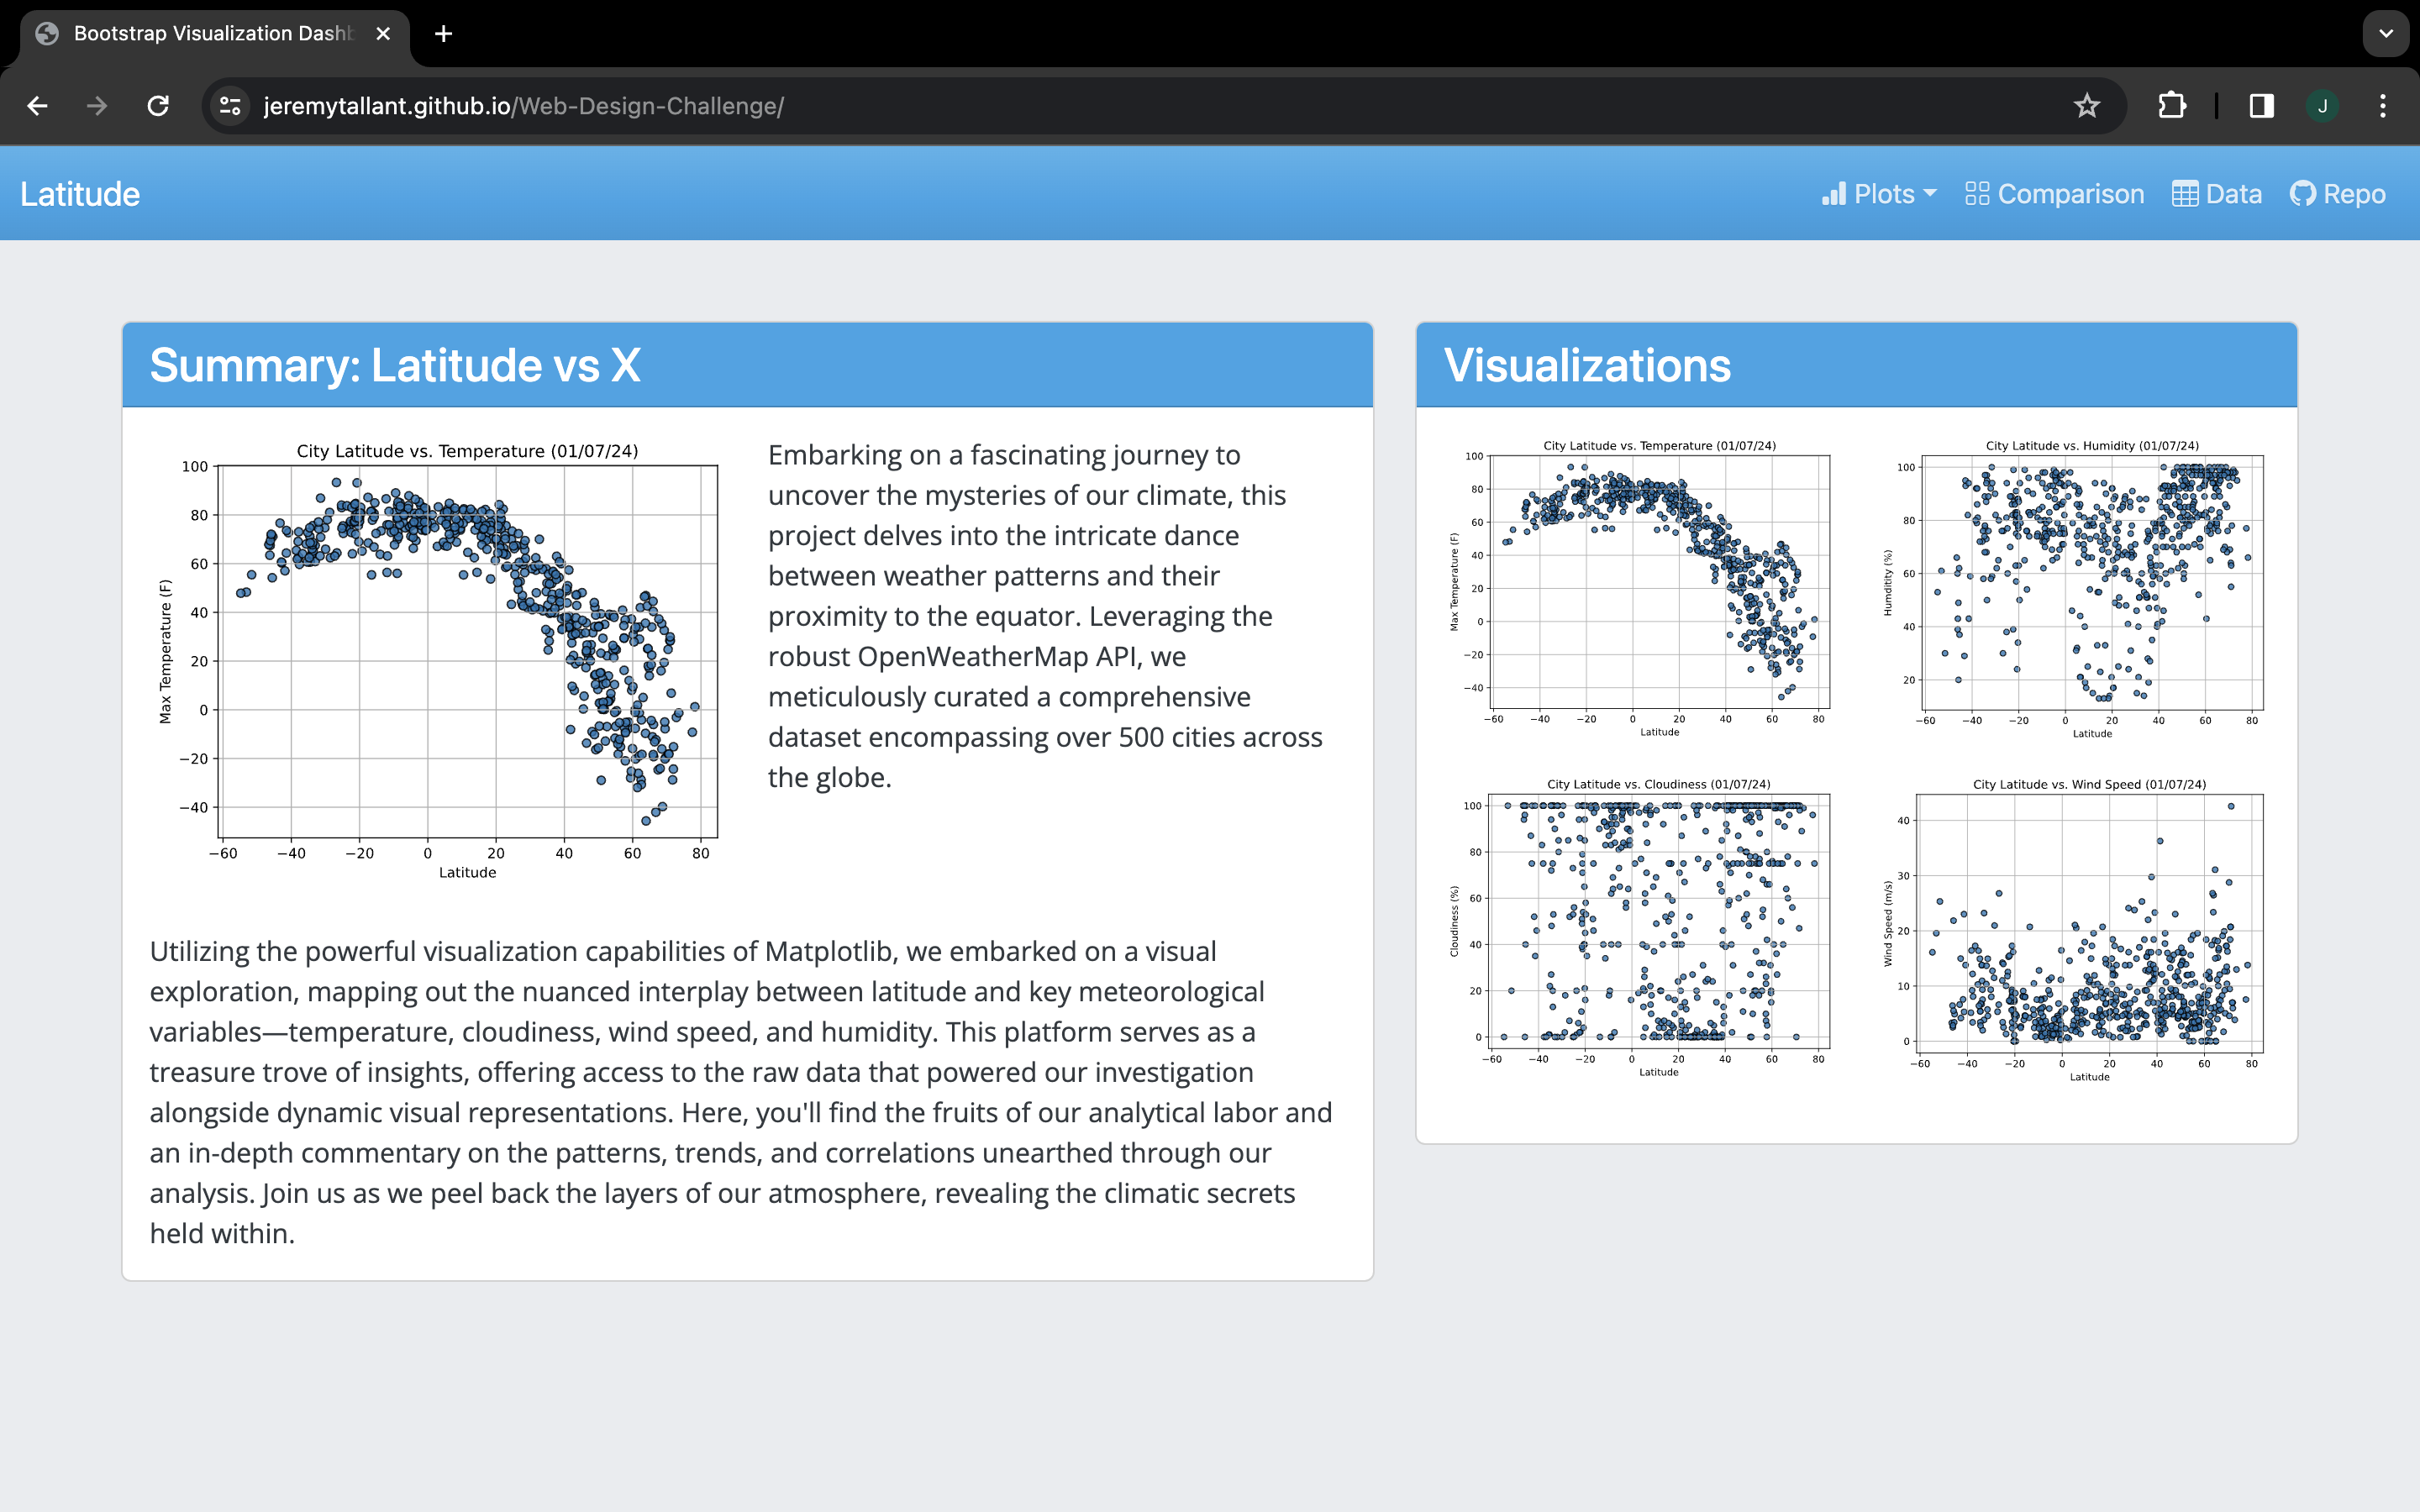 Bootstrap Visualization Dashb
jeremytallant.github.io/Web-Design-Challenge/
J
Latitude
Plots
Comparison
Data
Repo
Summary: Latitude vs X
City Latitude vs. Temperature (01/07/24)
Max Temperature (F)
100
80
60
40
20
0
−20
−40
−60 −40 −20 0 20 40 60 80
Latitude
Embarking on a fascinating journey to
uncover the mysteries of our climate, this
project delves into the intricate dance
between weather patterns and their
proximity to the equator. Leveraging the
robust OpenWeatherMap API, we
meticulously curated a comprehensive
dataset encompassing over 500 cities across
the globe.
Utilizing the powerful visualization capabilities of Matplotlib, we embarked on a visual
exploration, mapping out the nuanced interplay between latitude and key meteorological
variables—temperature, cloudiness, wind speed, and humidity. This platform serves as a
treasure trove of insights, offering access to the raw data that powered our investigation
alongside dynamic visual representations. Here, you'll find the fruits of our analytical labor and
an in-depth commentary on the patterns, trends, and correlations unearthed through our
analysis. Join us as we peel back the layers of our atmosphere, revealing the climatic secrets
held within.
Visualizations
City Latitude vs. Temperature (01/07/24)
Max Temperature (F)
100
80
60
40
20
0
−20
−40
−60 −40 −20 0 20 40 60 80
Latitude
City Latitude vs. Humidity (01/07/24)
Humditity (%)
100
80
60
40
20
−60 −40 −20 0 20 40 60 80
Latitude
City Latitude vs. Cloudiness (01/07/24)
Cloudiness (%)
100
80
60
40
20
0
−60 −40 −20 0 20 40 60 80
Latitude
City Latitude vs. Wind Speed (01/07/24)
Wind Speed (m/s)
40
30
20
10
0
−60 −40 −20 0 20 40 60 80
Latitude